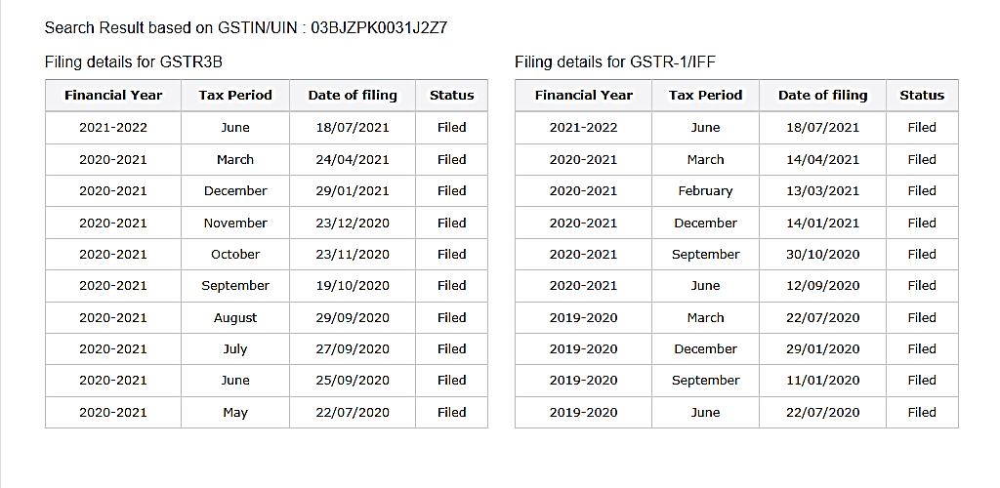 Search Result based on GSTIN/UIN : 03BJZPK0031J2Z7
Filing details for GSTR3B
Financial Year Tax Period Date of filing Status
2021-2022 June 18/07/2021 Filed
2020-2021 March 24/04/2021 Filed
2020-2021 December 29/01/2021 Filed
2020-2021 November 23/12/2020 Filed
2020-2021 October 23/11/2020 Filed
2020-2021 September 19/10/2020 Filed
2020-2021 August 29/09/2020 Filed
2020-2021 July 27/09/2020 Filed
2020-2021 June 25/09/2020 Filed
2020-2021 May 22/07/2020 Filed
Filing details for GSTR-1/IFF
Financial Year Tax Period Date of filing Status
2021-2022 June 18/07/2021 Filed
2020-2021 March 14/04/2021 Filed
2020-2021 February 13/03/2021 Filed
2020-2021 December 14/01/2021 Filed
2020-2021 September 30/10/2020 Filed
2020-2021 June 12/09/2020 Filed
2019-2020 March 22/07/2020 Filed
2019-2020 December 29/01/2020 Filed
2019-2020 September 11/01/2020 Filed
2019-2020 June 22/07/2020 Filed